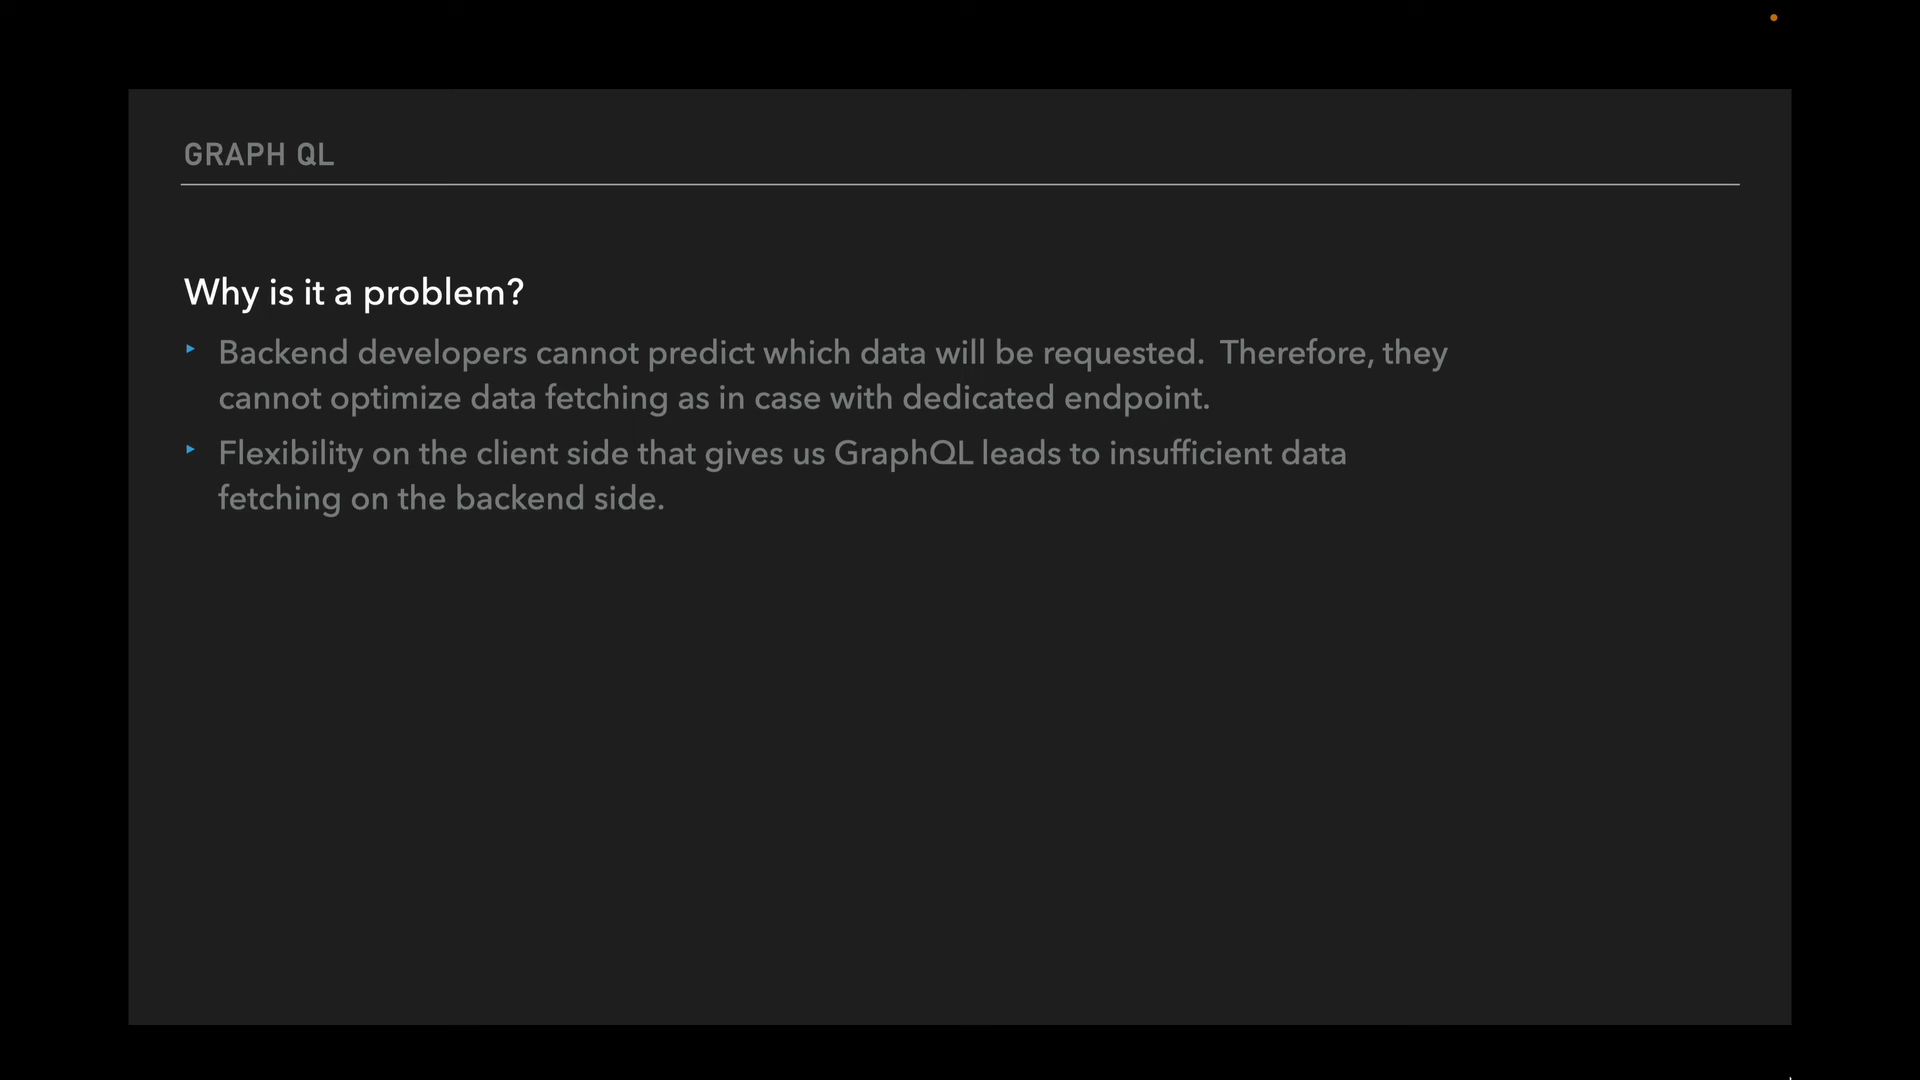 GRAPH QL
Why is it a problem?
‣ Backend developers cannot predict which data will be requested. Therefore, they
cannot optimize data fetching as in case with dedicated endpoint.
‣ Flexibility on the client side that gives us GraphQL leads to insufficient data
fetching on the backend side.